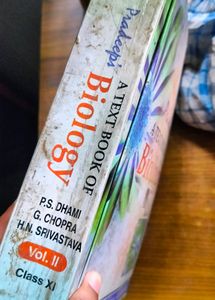 Pradeep's
A TEXT BOOK OF
Biology
P.S. DHAMI
G. CHOPRA
H.N. SRIVASTAVA
Vol. II
Class XI